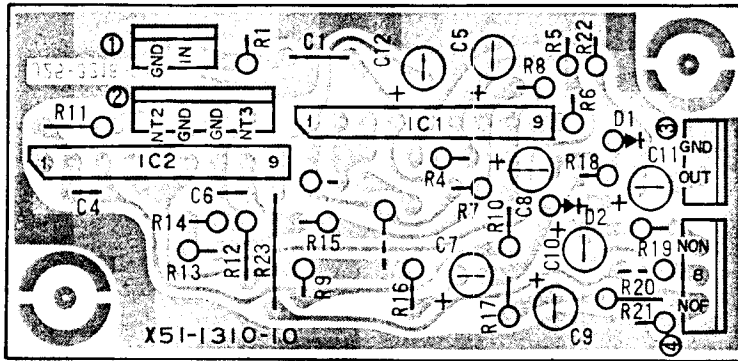 ①
GND
IN
R1
C1
C12
C5
R8
R5
R22
②
R11
NT2
GND
GND
NT3
1
IC1
9
R6
D1
③
GND
OUT
C11
1
IC2
9
R4
R7
C8
R18
D2
C4
C6
R14
R13
R12
R23
R15
R9
R16
C7
R10
R17
C10
C9
R19
R20
R21
NON
B
NOF
④
X51-1310-10